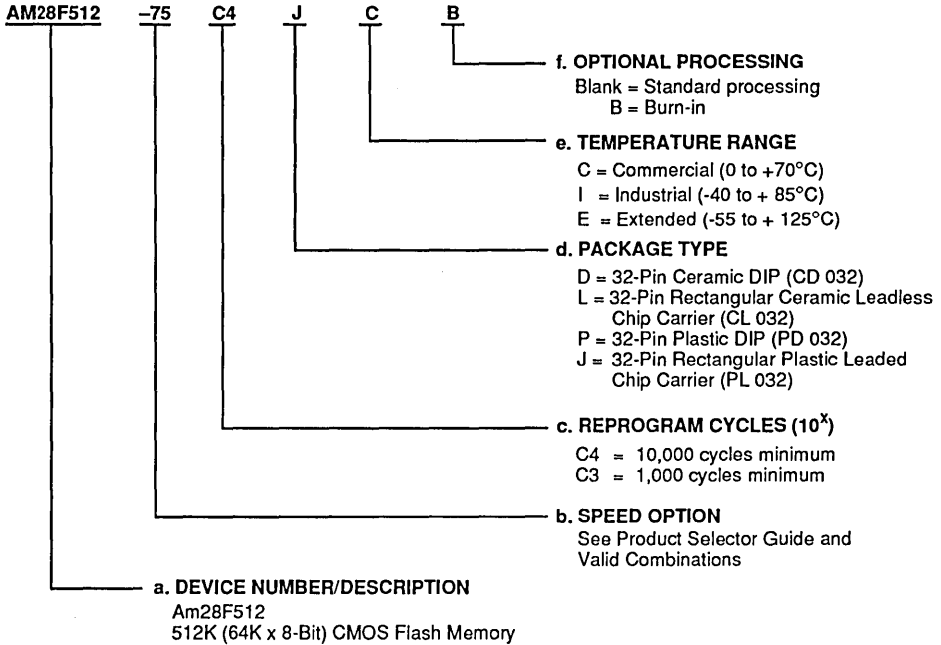 AM28F512 –75 C4 J C B
f. OPTIONAL PROCESSING
Blank = Standard processing
B = Burn-in
e. TEMPERATURE RANGE
C = Commercial (0 to +70°C)
I = Industrial (-40 to + 85°C)
E = Extended (-55 to + 125°C)
d. PACKAGE TYPE
D = 32-Pin Ceramic DIP (CD 032)
L = 32-Pin Rectangular Ceramic Leadless
Chip Carrier (CL 032)
P = 32-Pin Plastic DIP (PD 032)
J = 32-Pin Rectangular Plastic Leaded
Chip Carrier (PL 032)
c. REPROGRAM CYCLES (10^X)
C4 = 10,000 cycles minimum
C3 = 1,000 cycles minimum
b. SPEED OPTION
See Product Selector Guide and
Valid Combinations
a. DEVICE NUMBER/DESCRIPTION
Am28F512
512K (64K x 8-Bit) CMOS Flash Memory